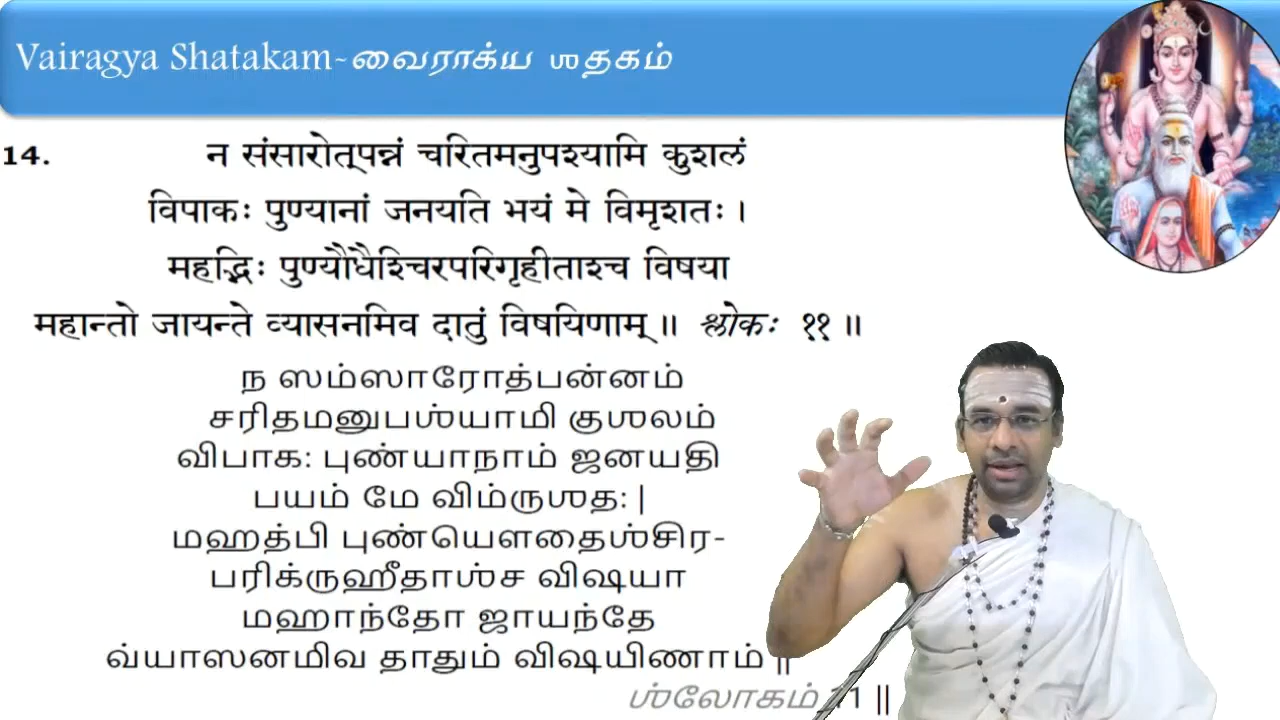 Vairagya Shatakam-வைராக்ய ஶதகம்
14. न संसारोत्पन्नं चरितमनुपश्यामि कुशलं
विपाकः पुण्यानां जनयति भयं मे विमृशतः ।
महद्भिः पुण्यौधैश्चिरपरिगृहीताश्च विषया
महान्तो जायन्ते व्यासनमिव दातुं विषयिणाम् ॥ श्लोकः ११ ॥
ந ஸம்ஸாரோத்பன்னம்
சரிதமனுபஶ்யாமி குஶலம்
விபாக: புண்யாநாம் ஜனயதி
பயம் மே விம்ருஶத: |
மஹத்பி புண்யௌதைஶ்சிர-
பரிக்ருஹீதாஶ்ச விஷயா
மஹாந்தோ ஜாயந்தே
வ்யாஸனமிவ தாதும் விஷயிணாம் ||
ஶ்லோகம் 11 ||